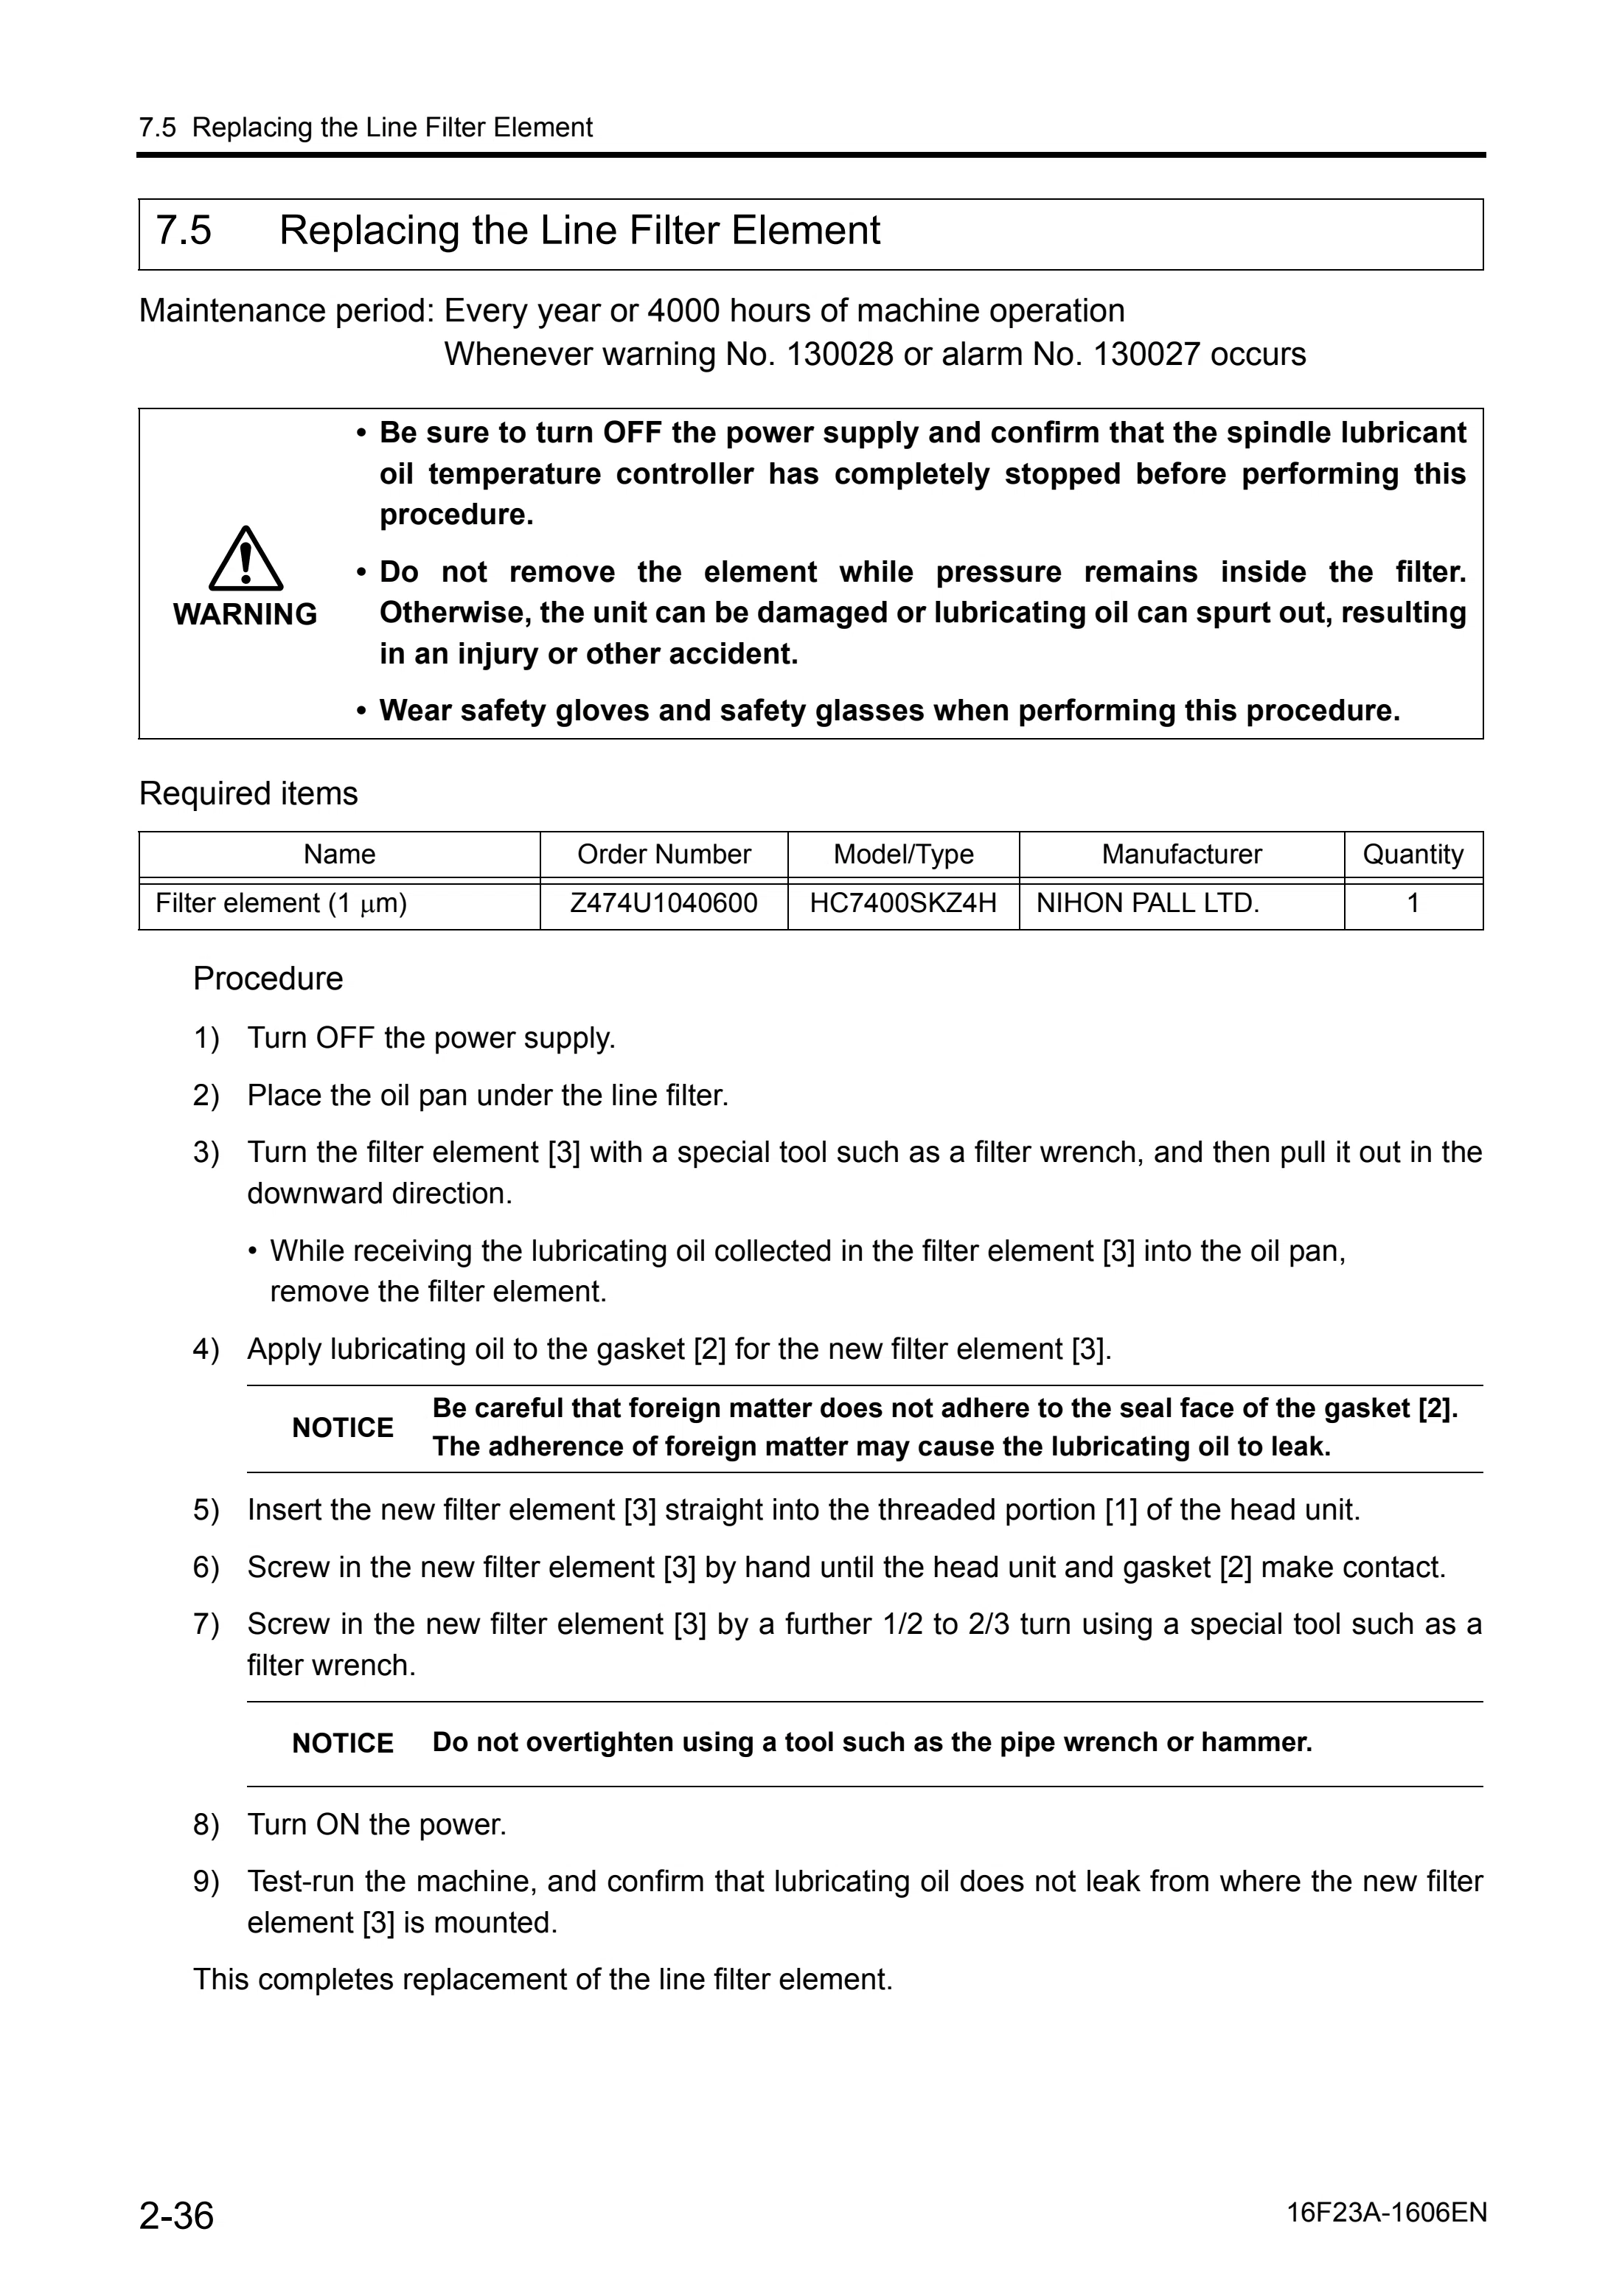 7.5 Replacing the Line Filter Element
7.5 Replacing the Line Filter Element
Maintenance period: Every year or 4000 hours of machine operation
Whenever warning No. 130028 or alarm No. 130027 occurs
WARNING
• Be sure to turn OFF the power supply and confirm that the spindle lubricant
oil temperature controller has completely stopped before performing this
procedure.
• Do not remove the element while pressure remains inside the filter.
Otherwise, the unit can be damaged or lubricating oil can spurt out, resulting
in an injury or other accident.
• Wear safety gloves and safety glasses when performing this procedure.
Required items
Name Order Number Model/Type Manufacturer Quantity
Filter element (1 μm) Z474U1040600 HC7400SKZ4H NIHON PALL LTD. 1
Procedure
1) Turn OFF the power supply.
2) Place the oil pan under the line filter.
3) Turn the filter element [3] with a special tool such as a filter wrench, and then pull it out in the
downward direction.
• While receiving the lubricating oil collected in the filter element [3] into the oil pan,
remove the filter element.
4) Apply lubricating oil to the gasket [2] for the new filter element [3].
NOTICE
Be careful that foreign matter does not adhere to the seal face of the gasket [2].
The adherence of foreign matter may cause the lubricating oil to leak.
5) Insert the new filter element [3] straight into the threaded portion [1] of the head unit.
6) Screw in the new filter element [3] by hand until the head unit and gasket [2] make contact.
7) Screw in the new filter element [3] by a further 1/2 to 2/3 turn using a special tool such as a
filter wrench.
NOTICE Do not overtighten using a tool such as the pipe wrench or hammer.
8) Turn ON the power.
9) Test-run the machine, and confirm that lubricating oil does not leak from where the new filter
element [3] is mounted.
This completes replacement of the line filter element.
2-36 16F23A-1606EN